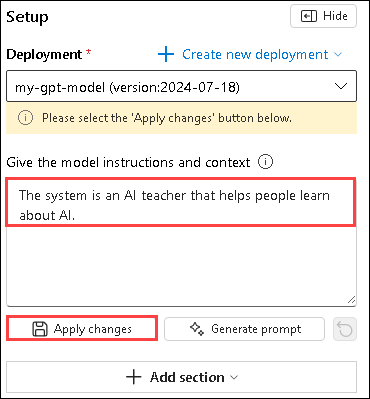 Setup
Hide
Deployment *
Create new deployment
my-gpt-model (version:2024-07-18)
Please select the 'Apply changes' button below.
Give the model instructions and context
The system is an AI teacher that helps people learn
about AI.
Apply changes
Generate prompt
Add section